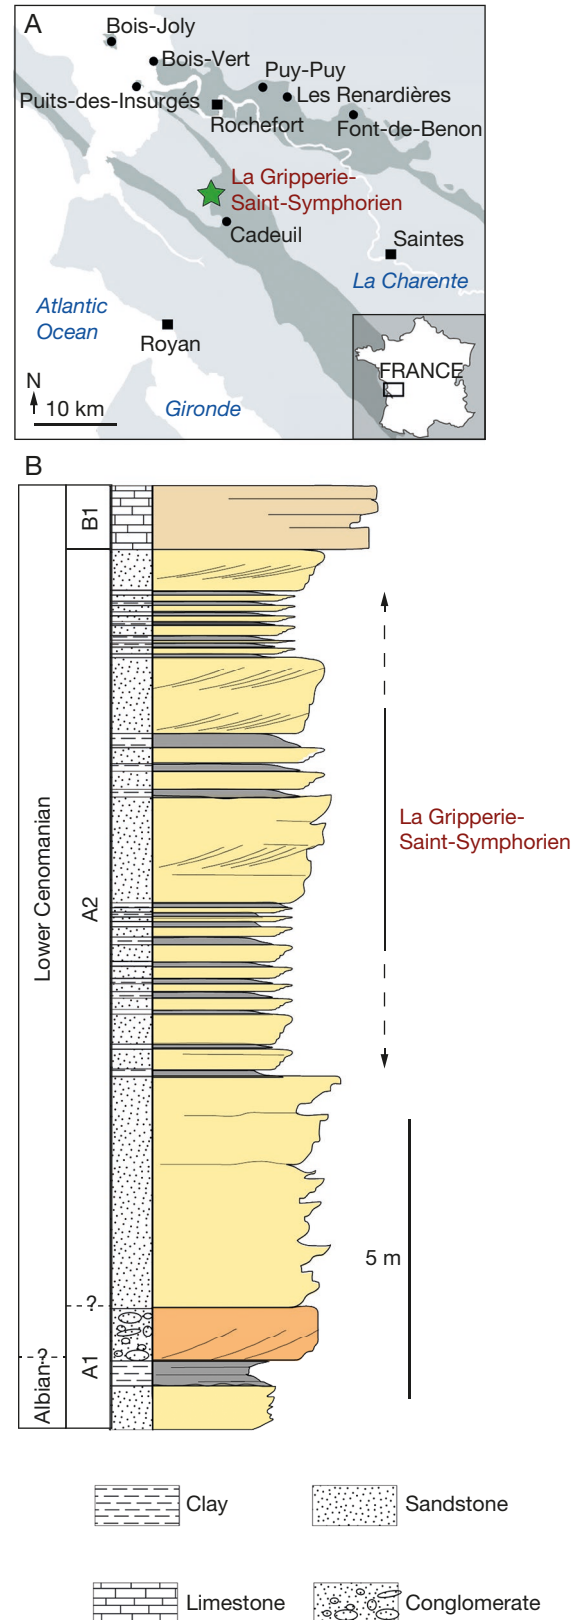 A
Bois-Joly
Bois-Vert
Puy-Puy
Puits-des-Insurgés
Les Renardières
Rochefort
Font-de-Benon
La Gripperie-
Saint-Symphorien
Cadeuil
Saintes
La Charente
Atlantic
Ocean
Royan
FRANCE
N
10 km
Gironde
B
B1
Lower Cenomanian
A2
La Gripperie-
Saint-Symphorien
5 m
?
?
Albian
A1
Clay
Sandstone
Limestone
Conglomerate